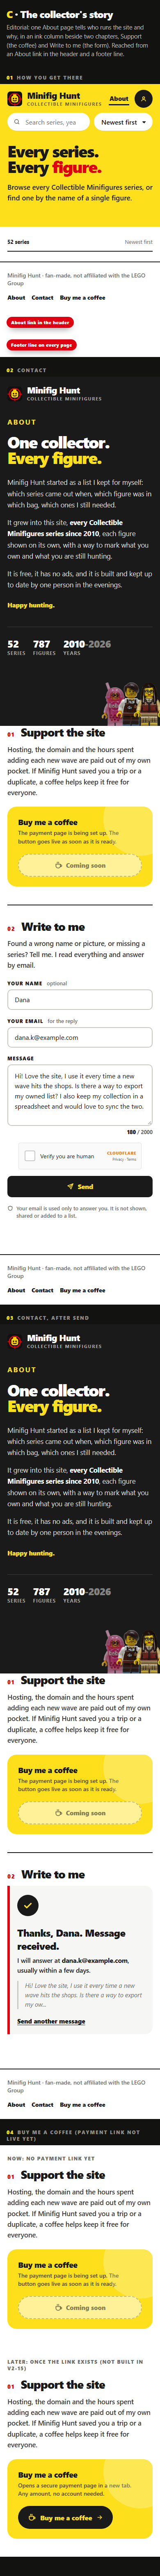 C · The collector's story
Editorial: one About page tells who runs the site and
why, in an ink column beside two chapters, Support
(the coffee) and Write to me (the form). Reached from
an About link in the header and a footer line.
01 HOW YOU GET THERE
Minifig Hunt
COLLECTIBLE MINIFIGURES
About
Search series, yea
Newest first
Every series.
Every figure.
Browse every Collectible Minifigures series, or
find one by the name of a single figure.
52 series
Newest first
Minifig Hunt · fan-made, not affiliated with the LEGO
Group
About Contact Buy me a coffee
About link in the header
Footer line on every page
02 CONTACT
Minifig Hunt
COLLECTIBLE MINIFIGURES
ABOUT
One collector.
Every figure.
Minifig Hunt started as a list I kept for myself:
which series came out when, which figure was in
which bag, which ones I still needed.
It grew into this site, every Collectible
Minifigures series since 2010, each figure
shown on its own, with a way to mark what you
own and what you are still hunting.
It is free, it has no ads, and it is built and kept up
to date by one person in the evenings.
Happy hunting.
52
SERIES
787
FIGURES
2010-2026
YEARS
01 Support the site
Hosting, the domain and the hours spent
adding each new wave are paid out of my own
pocket. If Minifig Hunt saved you a trip or a
duplicate, a coffee helps keep it free for
everyone.
Buy me a coffee
The payment page is being set up. The
button goes live as soon as it is ready.
Coming soon
02 Write to me
Found a wrong name or picture, or missing a
series? Tell me. I read everything and answer
by email.
YOUR NAME optional
Dana
YOUR EMAIL for the reply
dana.k@example.com
MESSAGE
Hi! Love the site, I use it every time a new
wave hits the shops. Is there a way to export
my owned list? I also keep my collection in a
spreadsheet and would love to sync the two.
180 / 2000
Verify you are human
CLOUDFLARE
Privacy · Terms
Send
Your email is used only to answer you. It is not shown,
shared or added to a list.
Minifig Hunt · fan-made, not affiliated with the LEGO
Group
About Contact Buy me a coffee
03 CONTACT, AFTER SEND
Minifig Hunt
COLLECTIBLE MINIFIGURES
ABOUT
One collector.
Every figure.
Minifig Hunt started as a list I kept for myself:
which series came out when, which figure was in
which bag, which ones I still needed.
It grew into this site, every Collectible
Minifigures series since 2010, each figure
shown on its own, with a way to mark what you
own and what you are still hunting.
It is free, it has no ads, and it is built and kept up
to date by one person in the evenings.
Happy hunting.
52
SERIES
787
FIGURES
2010-2026
YEARS
01 Support the site
Hosting, the domain and the hours spent
adding each new wave are paid out of my own
pocket. If Minifig Hunt saved you a trip or a
duplicate, a coffee helps keep it free for
everyone.
Buy me a coffee
The payment page is being set up. The
button goes live as soon as it is ready.
Coming soon
02 Write to me
Thanks, Dana. Message
received.
I will answer at dana.k@example.com,
usually within a few days.
Hi! Love the site, I use it every time a new
wave hits the shops. Is there a way to export
my ow…
Send another message
Minifig Hunt · fan-made, not affiliated with the LEGO
Group
About Contact Buy me a coffee
04 BUY ME A COFFEE (PAYMENT LINK NOT
LIVE YET)
NOW: NO PAYMENT LINK YET
01 Support the site
Hosting, the domain and the hours spent
adding each new wave are paid out of my own
pocket. If Minifig Hunt saved you a trip or a
duplicate, a coffee helps keep it free for
everyone.
Buy me a coffee
The payment page is being set up. The
button goes live as soon as it is ready.
Coming soon
LATER: ONCE THE LINK EXISTS (NOT BUILT IN
V2-15)
01 Support the site
Hosting, the domain and the hours spent
adding each new wave are paid out of my own
pocket. If Minifig Hunt saved you a trip or a
duplicate, a coffee helps keep it free for
everyone.
Buy me a coffee
Opens a secure payment page in a new tab.
Any amount, no account needed.
Buy me a coffee →